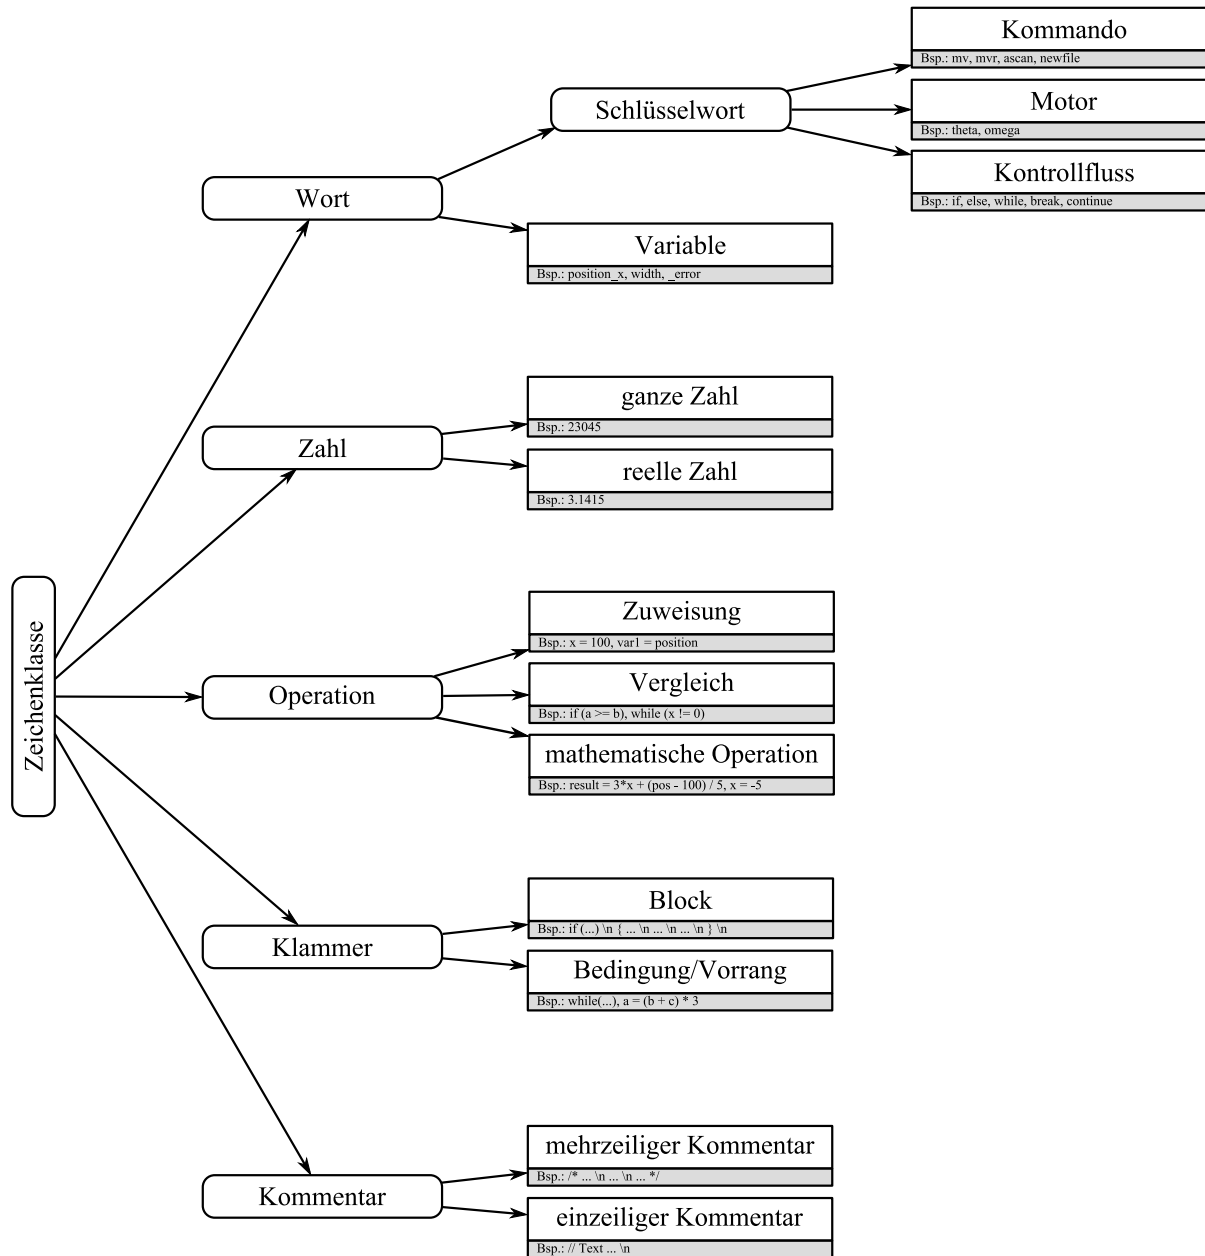 Kommando
Bsp.: mv, mvr, ascan, newfile
Schlüsselwort
Motor
Bsp.: theta, omega
Kontrollfluss
Bsp.: if, else, while, break, continue
Wort
Variable
Bsp.: position_x, width, _error
ganze Zahl
Bsp.: 23045
Zahl
reelle Zahl
Bsp.: 3.1415
Zeichenklasse
Zuweisung
Bsp.: x = 100, var1 = position
Operation
Vergleich
Bsp.: if (a >= b), while (x != 0)
mathematische Operation
Bsp.: result = 3*x + (pos - 100) / 5, x = -5
Block
Bsp.: if (...) \n { ... \n ... \n ... \n } \n
Klammer
Bedingung/Vorrang
Bsp.: while(...), a = (b + c) * 3
mehrzeiliger Kommentar
Bsp.: /* ... \n ... \n ... */
Kommentar
einzeiliger Kommentar
Bsp.: // Text ... \n